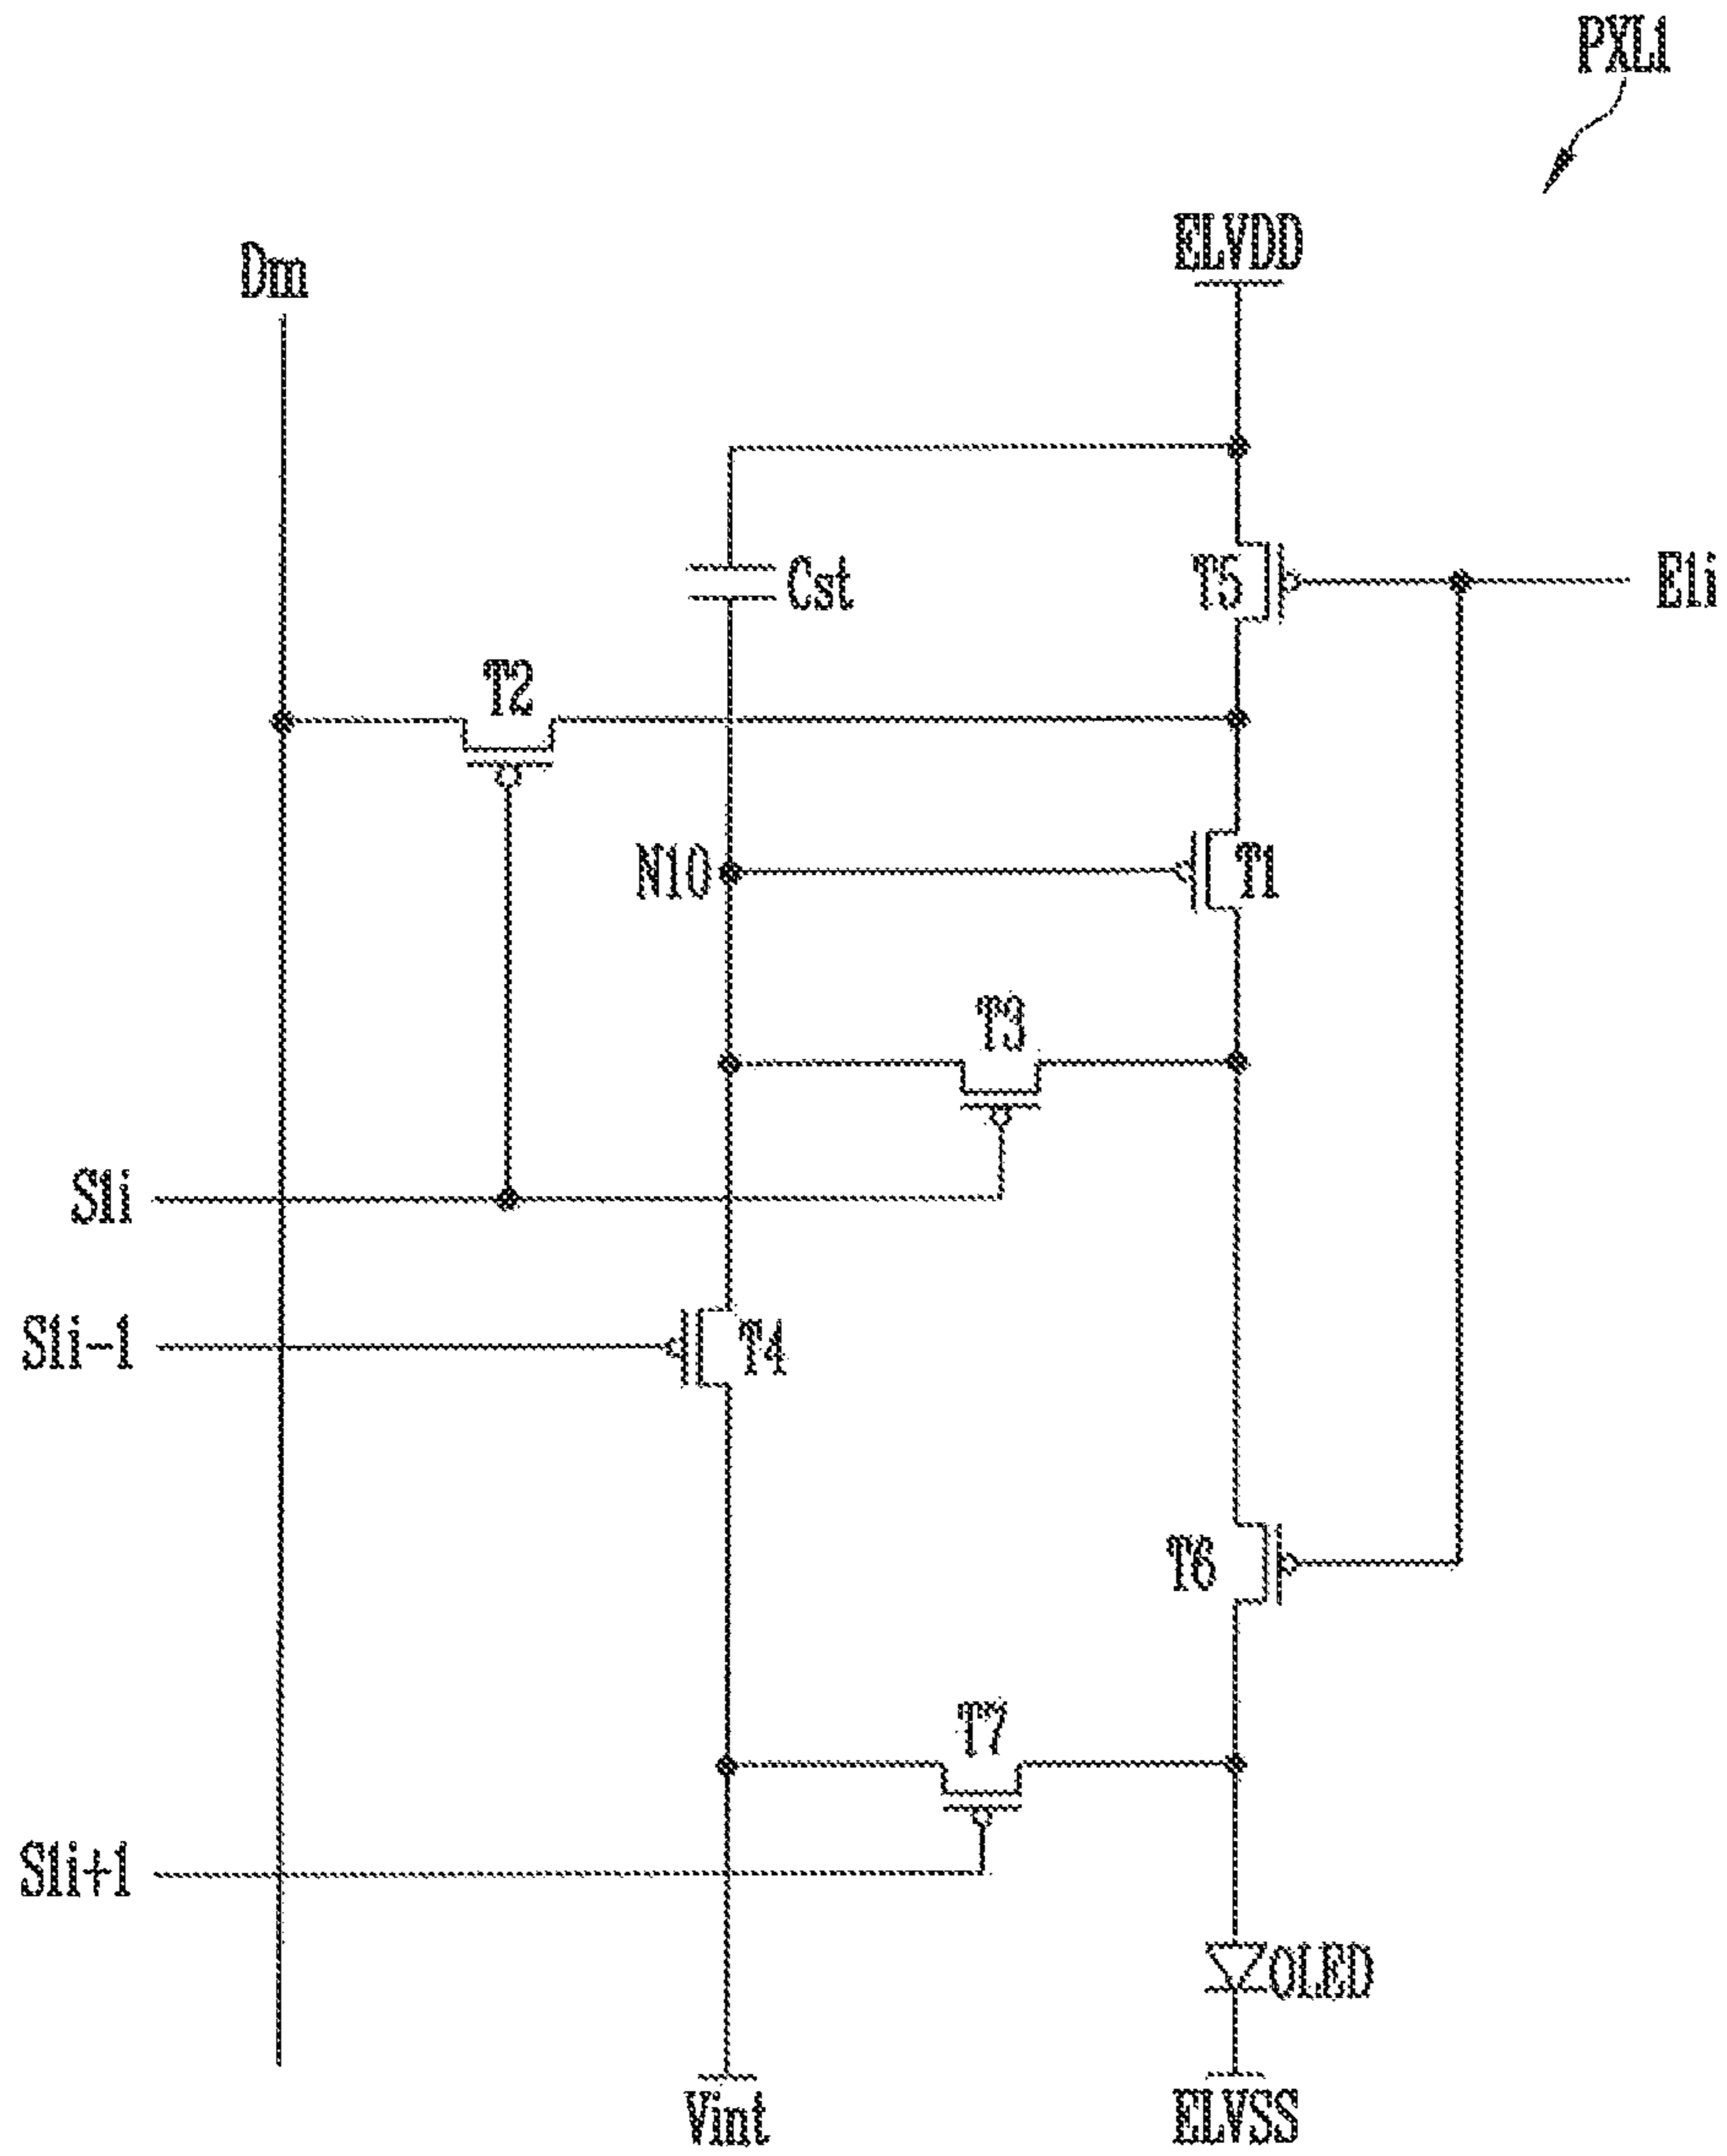 PXL1
ELVDD
Dm
Cst
T5
E1i
T2
N10
T1
T3
S1i
S1i-1
T4
T6
T7
S1i+1
OLED
Vint
ELVSS